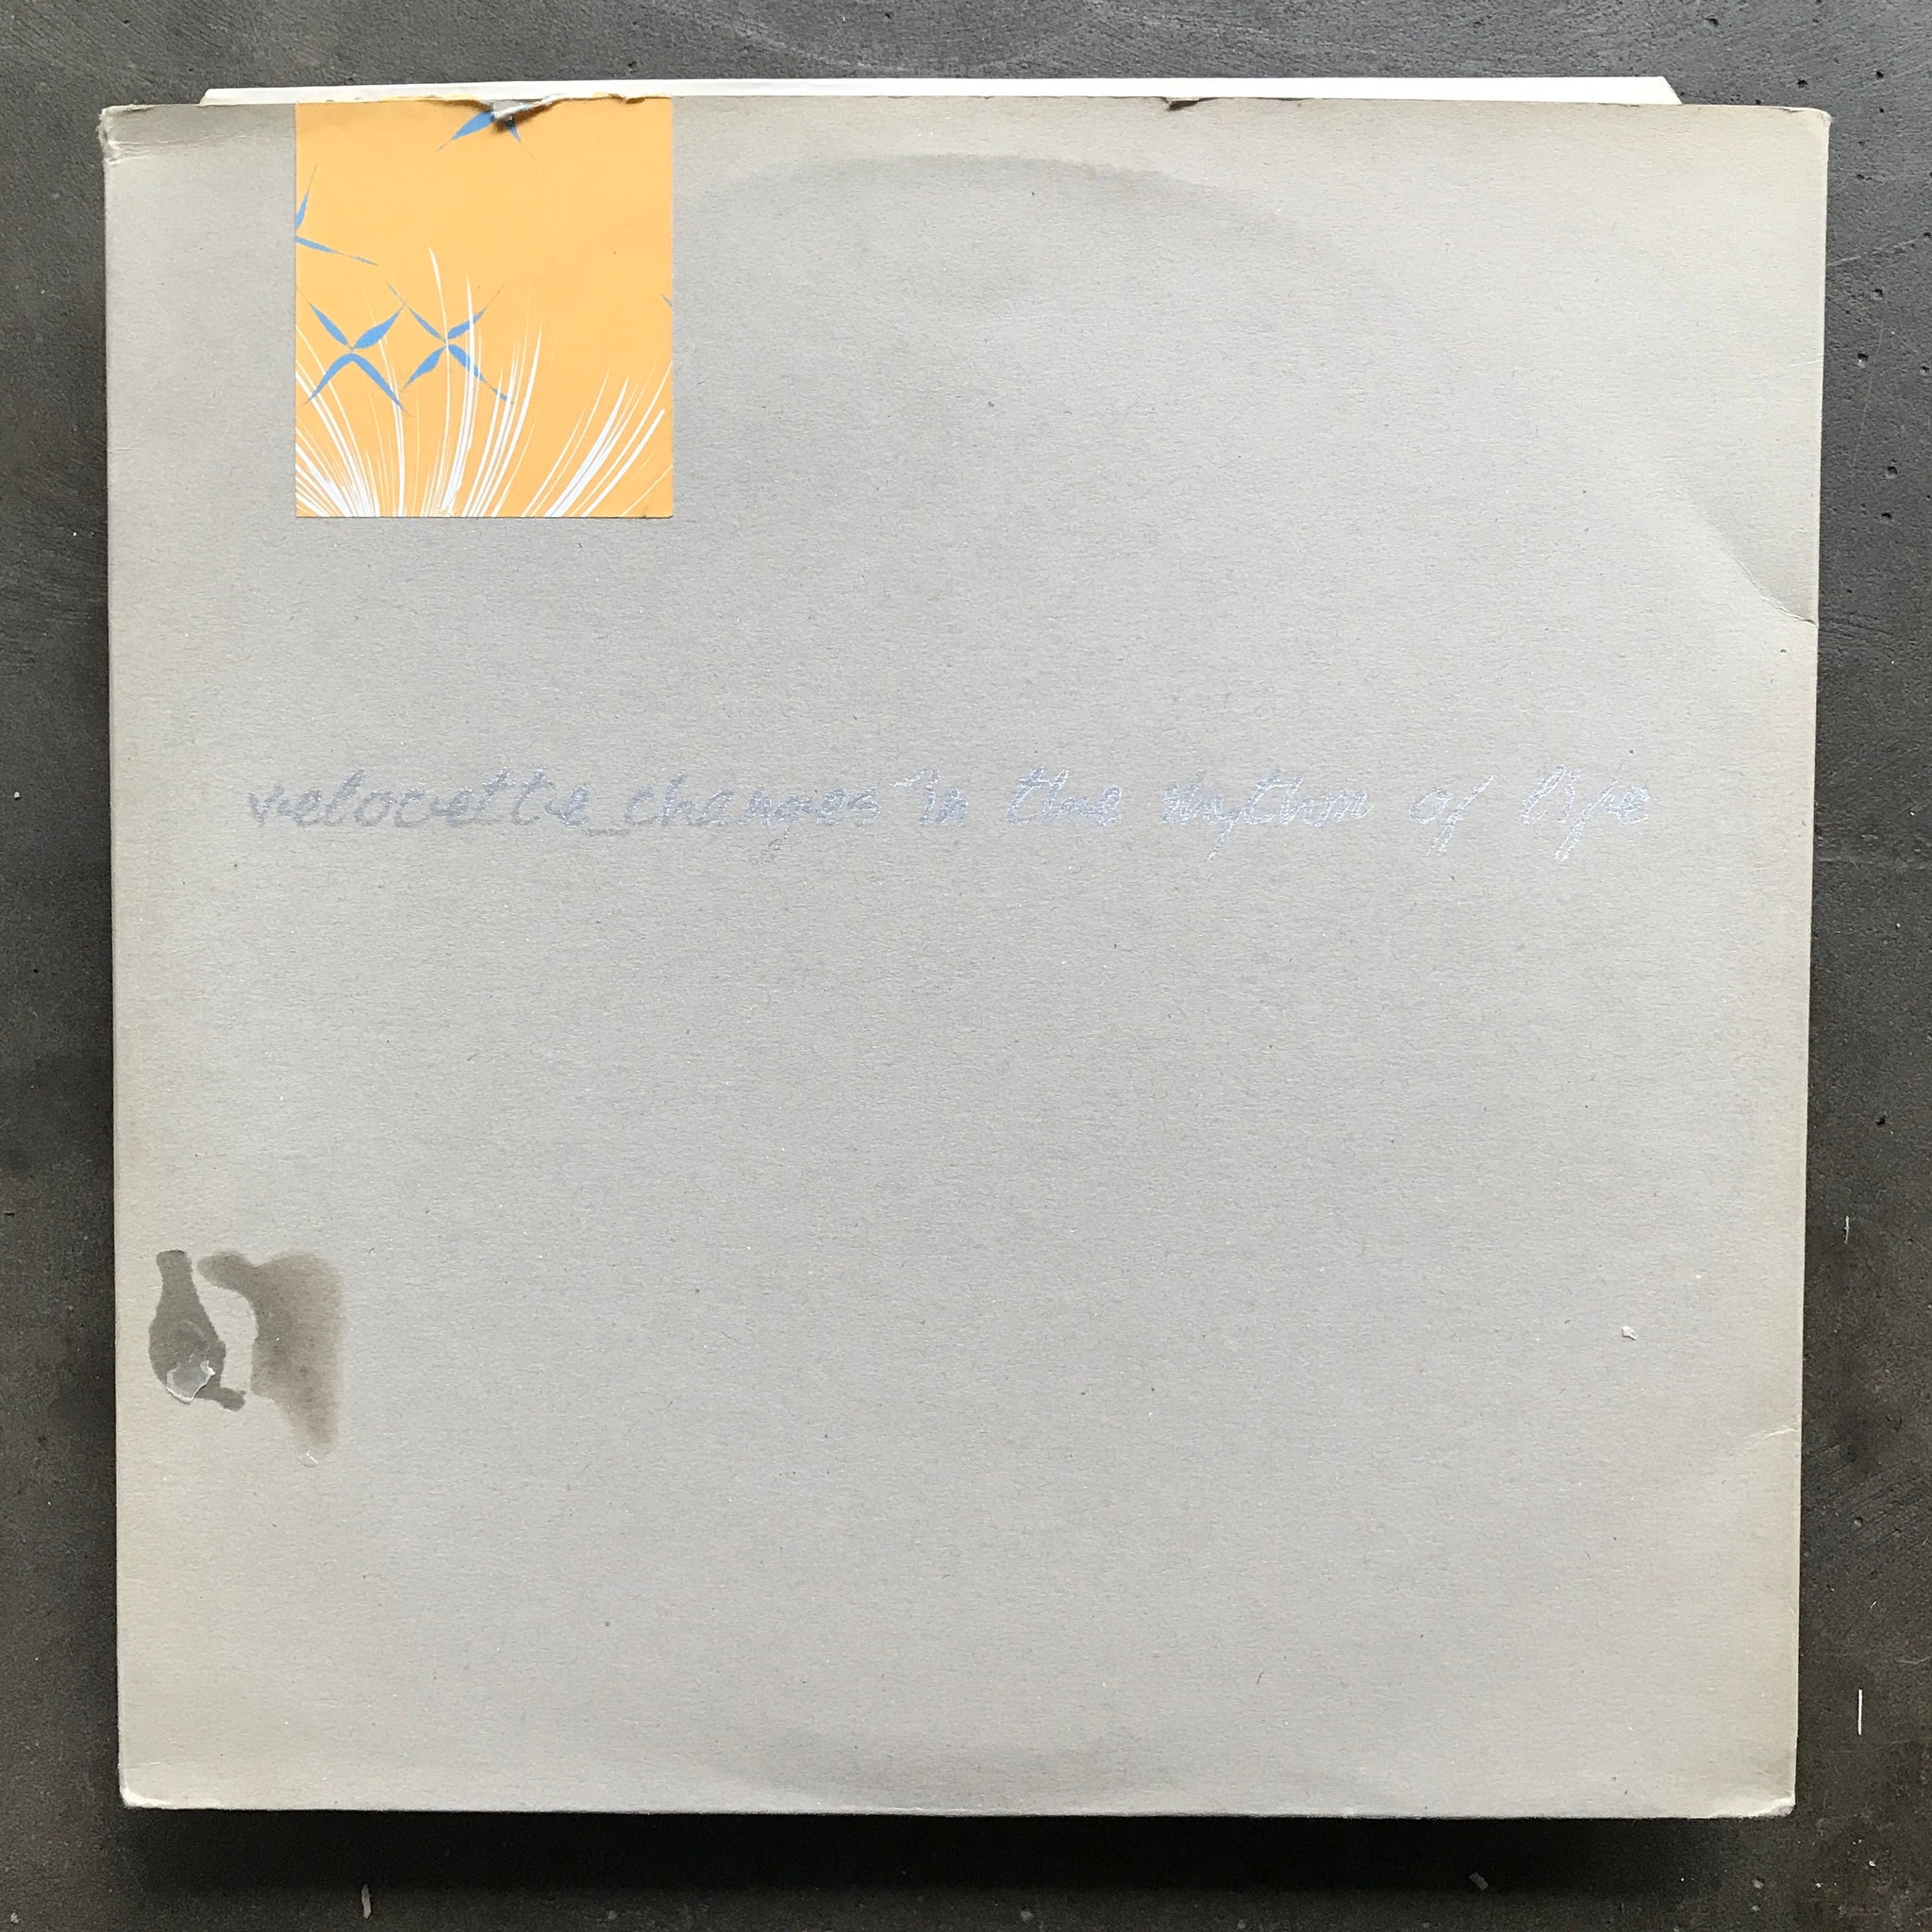 velocette_changes in the rhythm of life